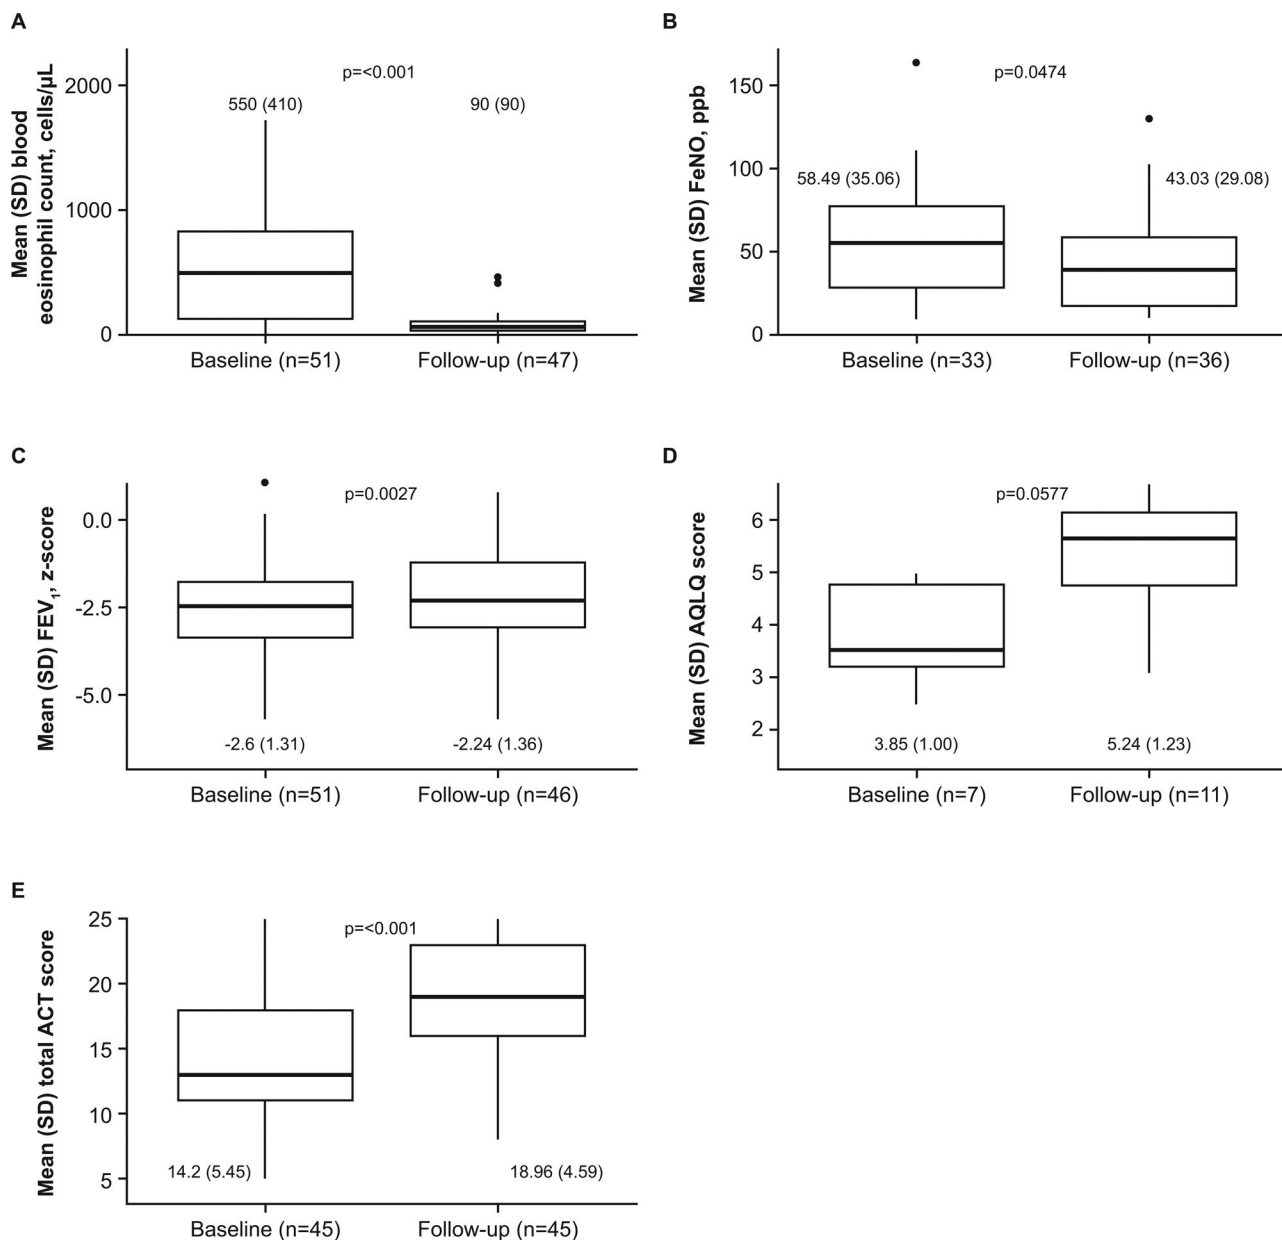 A
Mean (SD) blood
eosinophil count, cells/µL
2000
1000
0
p=<0.001
550 (410)
90 (90)
Baseline (n=51)
Follow-up (n=47)
B
Mean (SD) FeNO, ppb
150
100
50
0
p=0.0474
58.49 (35.06)
43.03 (29.08)
Baseline (n=33)
Follow-up (n=36)
C
Mean (SD) FEV₁, z-score
0.0
-2.5
-5.0
p=0.0027
-2.6 (1.31)
-2.24 (1.36)
Baseline (n=51)
Follow-up (n=46)
D
Mean (SD) AQLQ score
6
5
4
3
2
p=0.0577
3.85 (1.00)
5.24 (1.23)
Baseline (n=7)
Follow-up (n=11)
E
Mean (SD) total ACT score
25
20
15
10
5
p=<0.001
14.2 (5.45)
18.96 (4.59)
Baseline (n=45)
Follow-up (n=45)